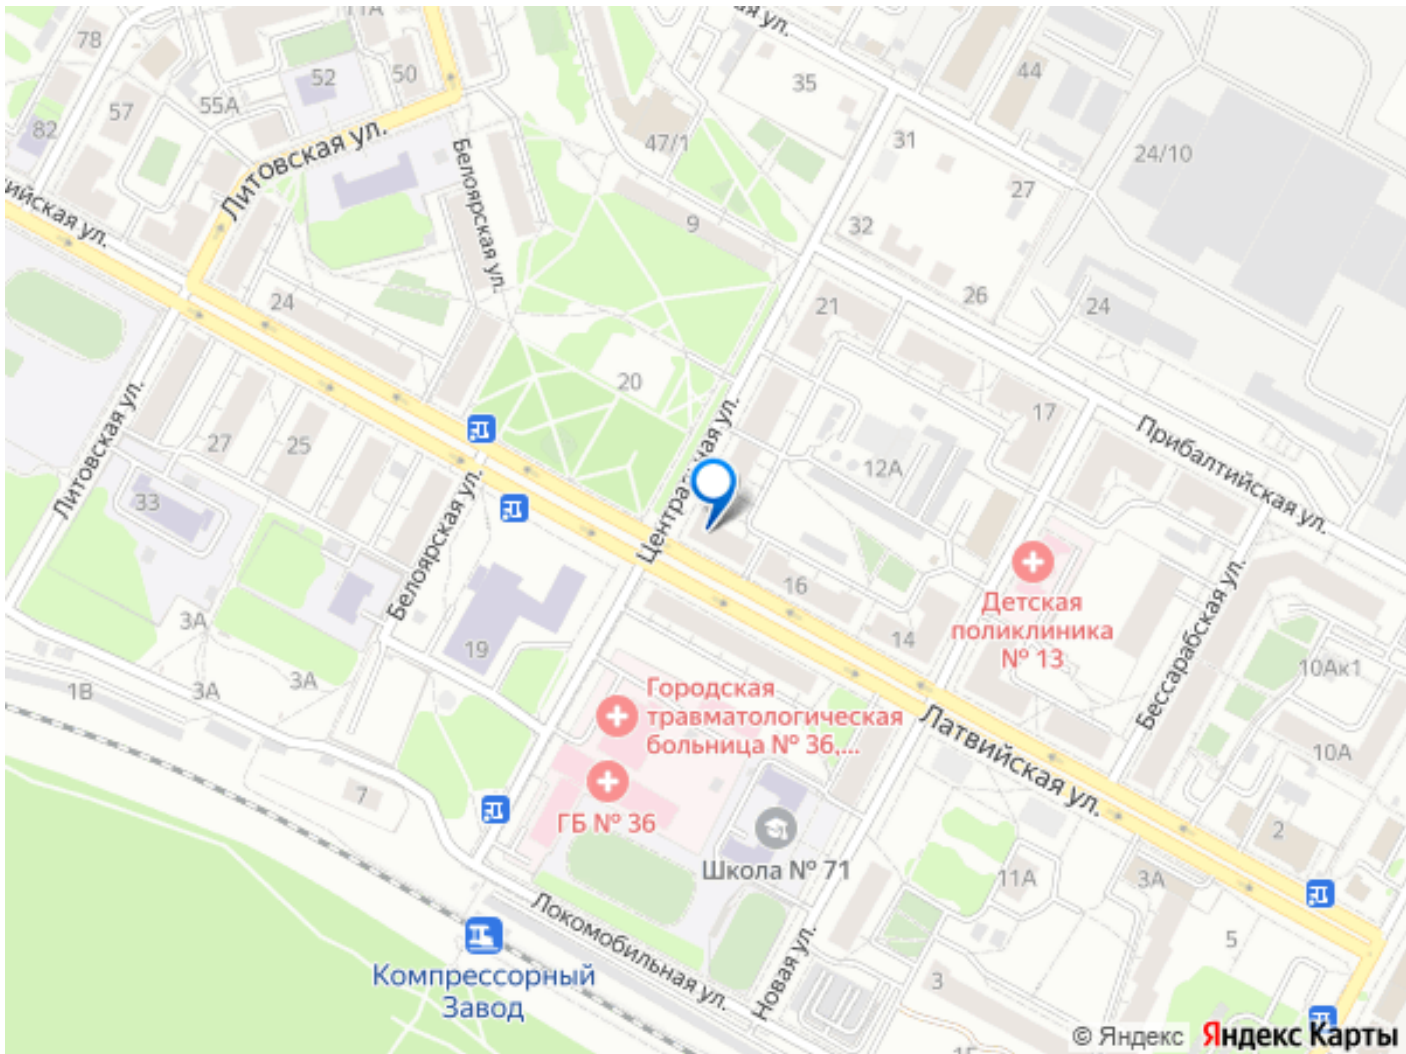 11А
ул.
78
52
50
35
44
57
55А
82
Литовская ул.
47/1
31
24/10
Белоярская ул.
27
ийская ул.
9
32
26
24
21
24
20
17
Литовская ул.
Центральная ул.
27
25
12А
Прибалтийская ул.
33
Белоярская ул.
16
Детская
поликлиника
№ 13
Бессарабская ул.
3А
14
19
10Ак1
1В
3А
3А
Городская
травматологическая
больница № 36,...
Латвийская ул.
10А
7
ГБ № 36
2
Школа № 71
11А
3А
Локомобильная ул.
5
Компрессорный
Завод
Новая ул.
3
© Яндекс Яндекс Карты